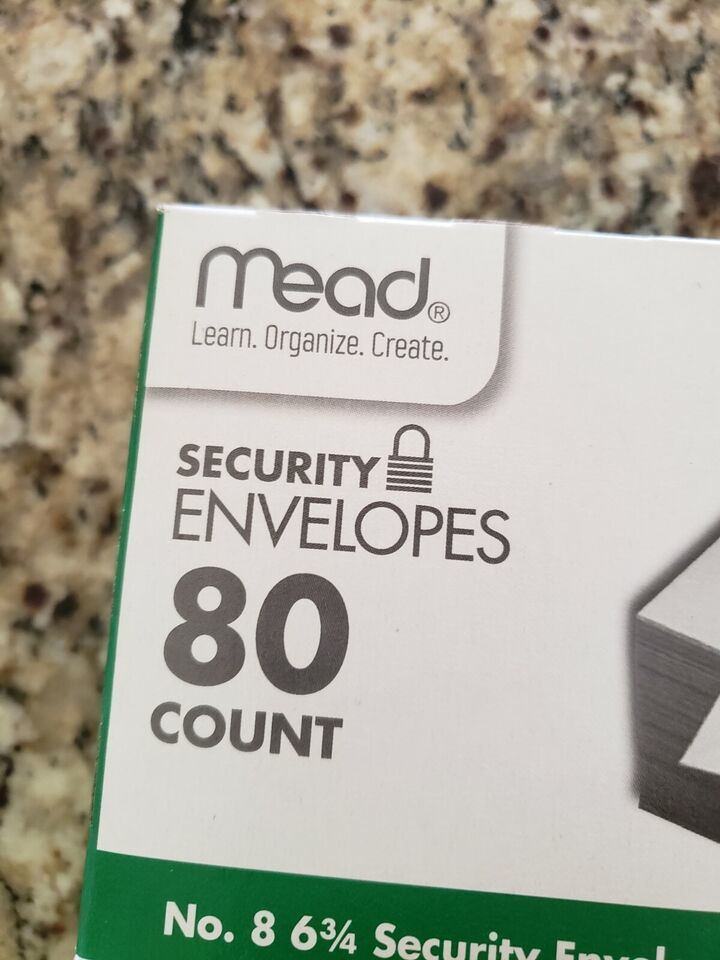 mead®
Learn. Organize. Create.
SECURITY
ENVELOPES
80
COUNT
No. 8 6¾ Security